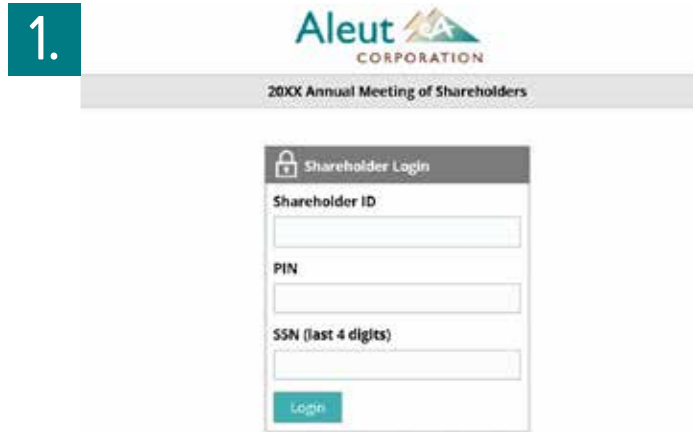 1.
Aleut
CORPORATION
20XX Annual Meeting of Shareholders
Shareholder Login
Shareholder ID
PIN
SSN (last 4 digits)
Login